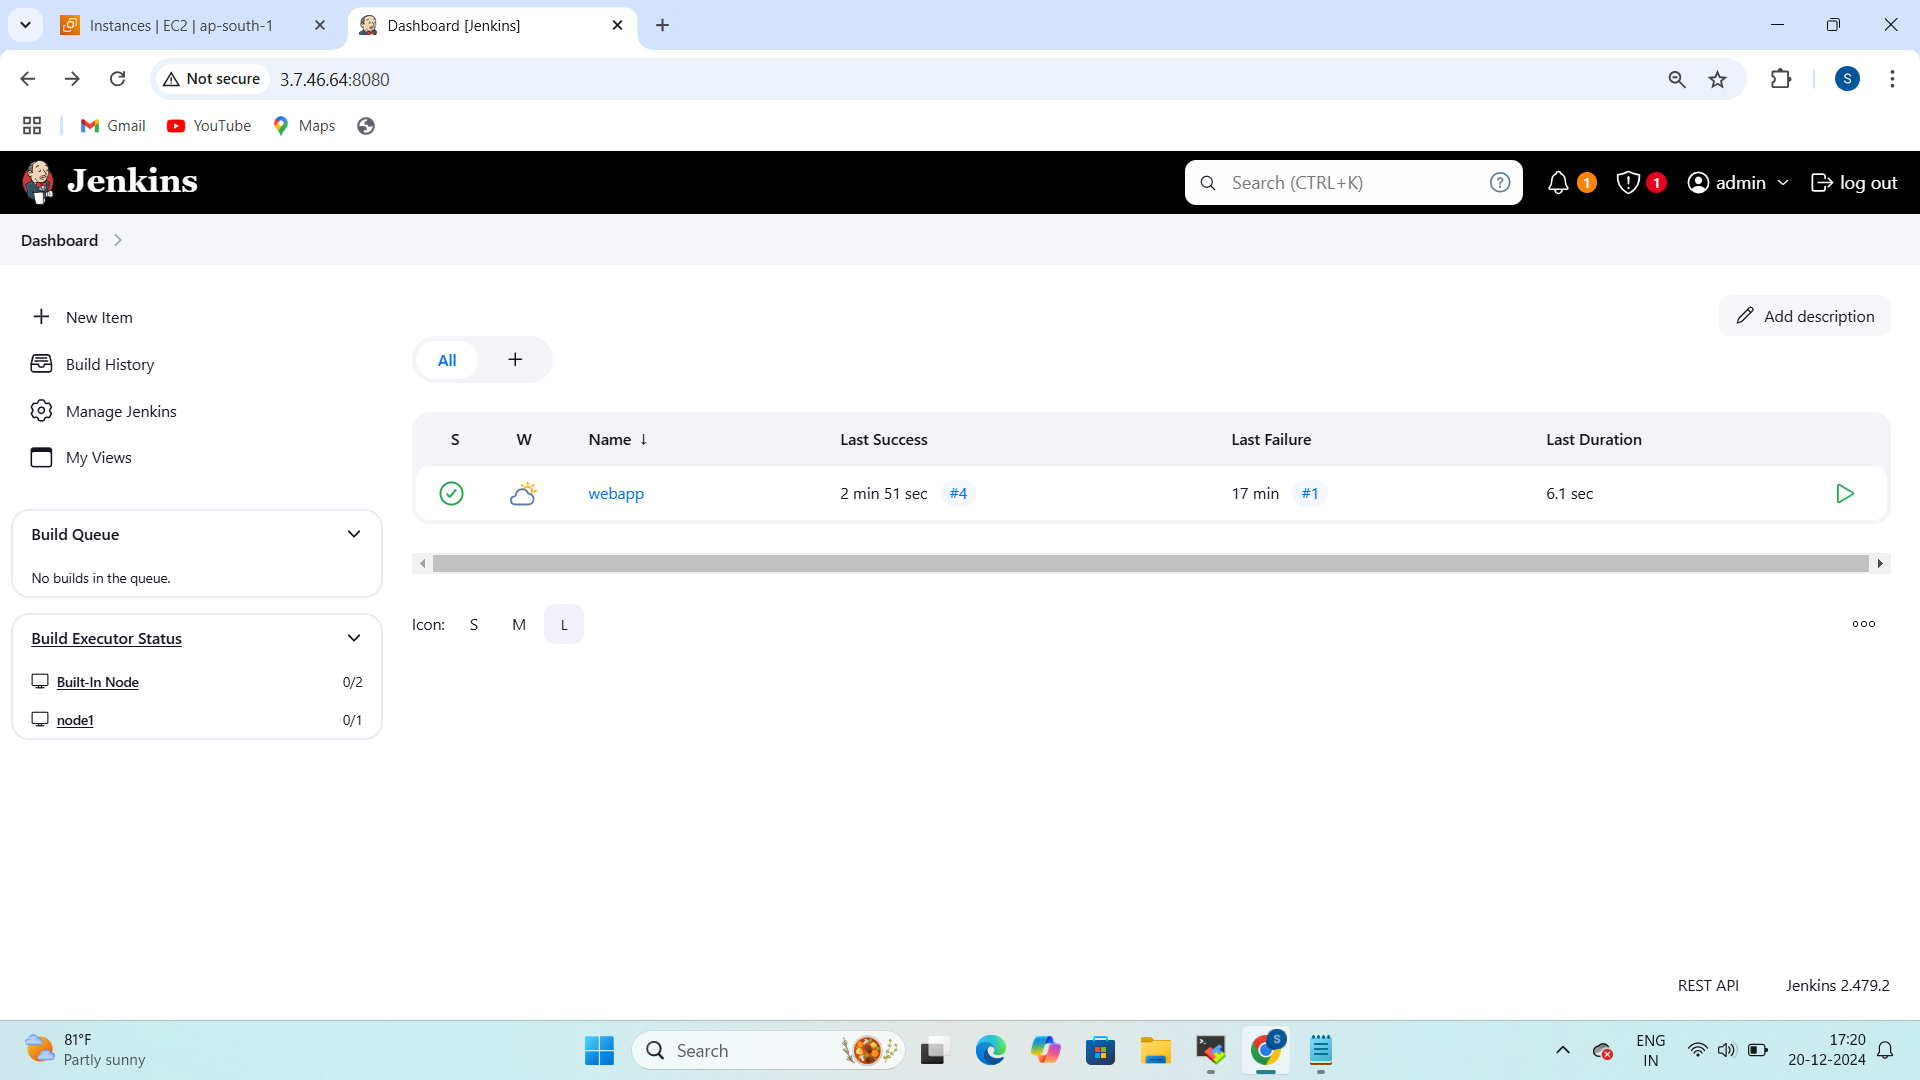 Instances | EC2 | ap-south-1
Dashboard [Jenkins]
Not secure
3.7.46.64:8080
S
Gmail
YouTube
Maps
Jenkins
Search (CTRL+K)
?
1
1
admin
log out
Dashboard
New Item
Build History
Manage Jenkins
My Views
Add description
All
+
S
W
Name ↓
Last Success
Last Failure
Last Duration
webapp
2 min 51 sec
#4
17 min
#1
6.1 sec
Build Queue
No builds in the queue.
Build Executor Status
Built-In Node
0/2
node1
0/1
Icon:
S
M
L
REST API
Jenkins 2.479.2
81°F
Partly sunny
Search
S
ENG
IN
17:20
20-12-2024